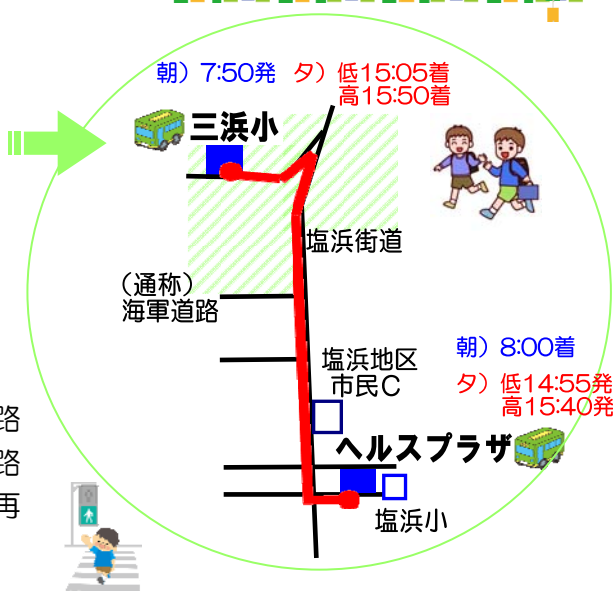 朝）7:50発 夕）低15:05着
高15:50着
三浜小
塩浜街道
（通称）
海軍道路
塩浜地区
市民C
朝）8:00着
夕）低14:55発
高15:40発
ヘルスプラザ
塩浜小
路
路
再